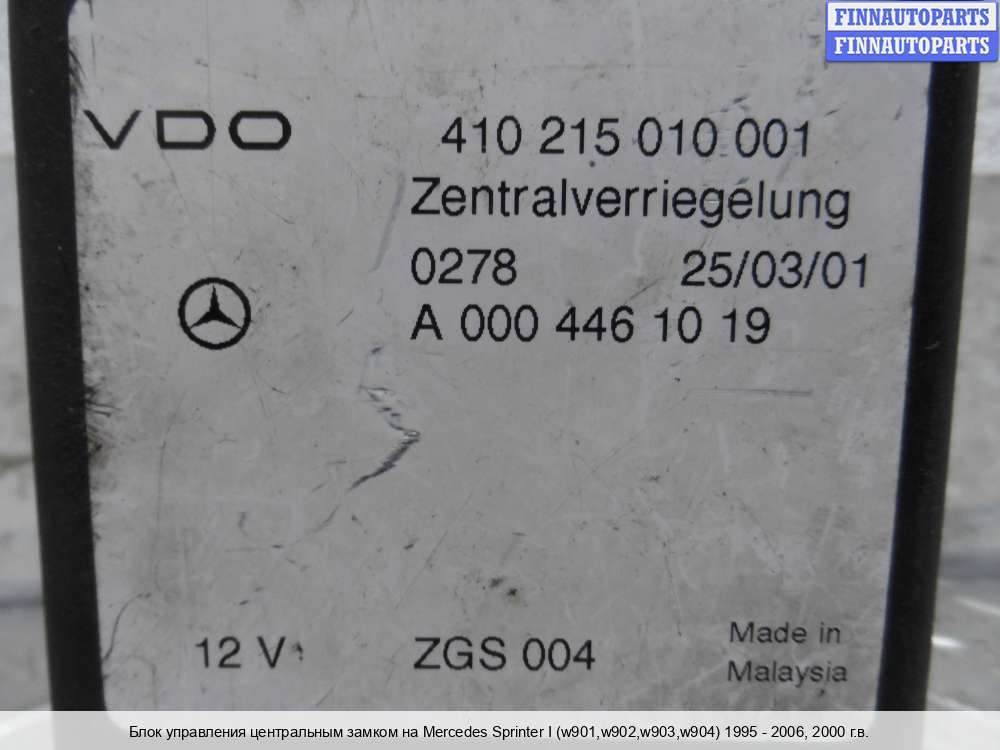 FINNAUTOPARTS
FINNAUTOPARTS
VDO 410 215 010 001
Zentralverriegelung
0278 25/03/01
A 000 446 10 19
12 V ZGS 004
Made in
Malaysia
Блок управления центральным замком на Mercedes Sprinter I (w901,w902,w903,w904) 1995 - 2006, 2000 г.в.